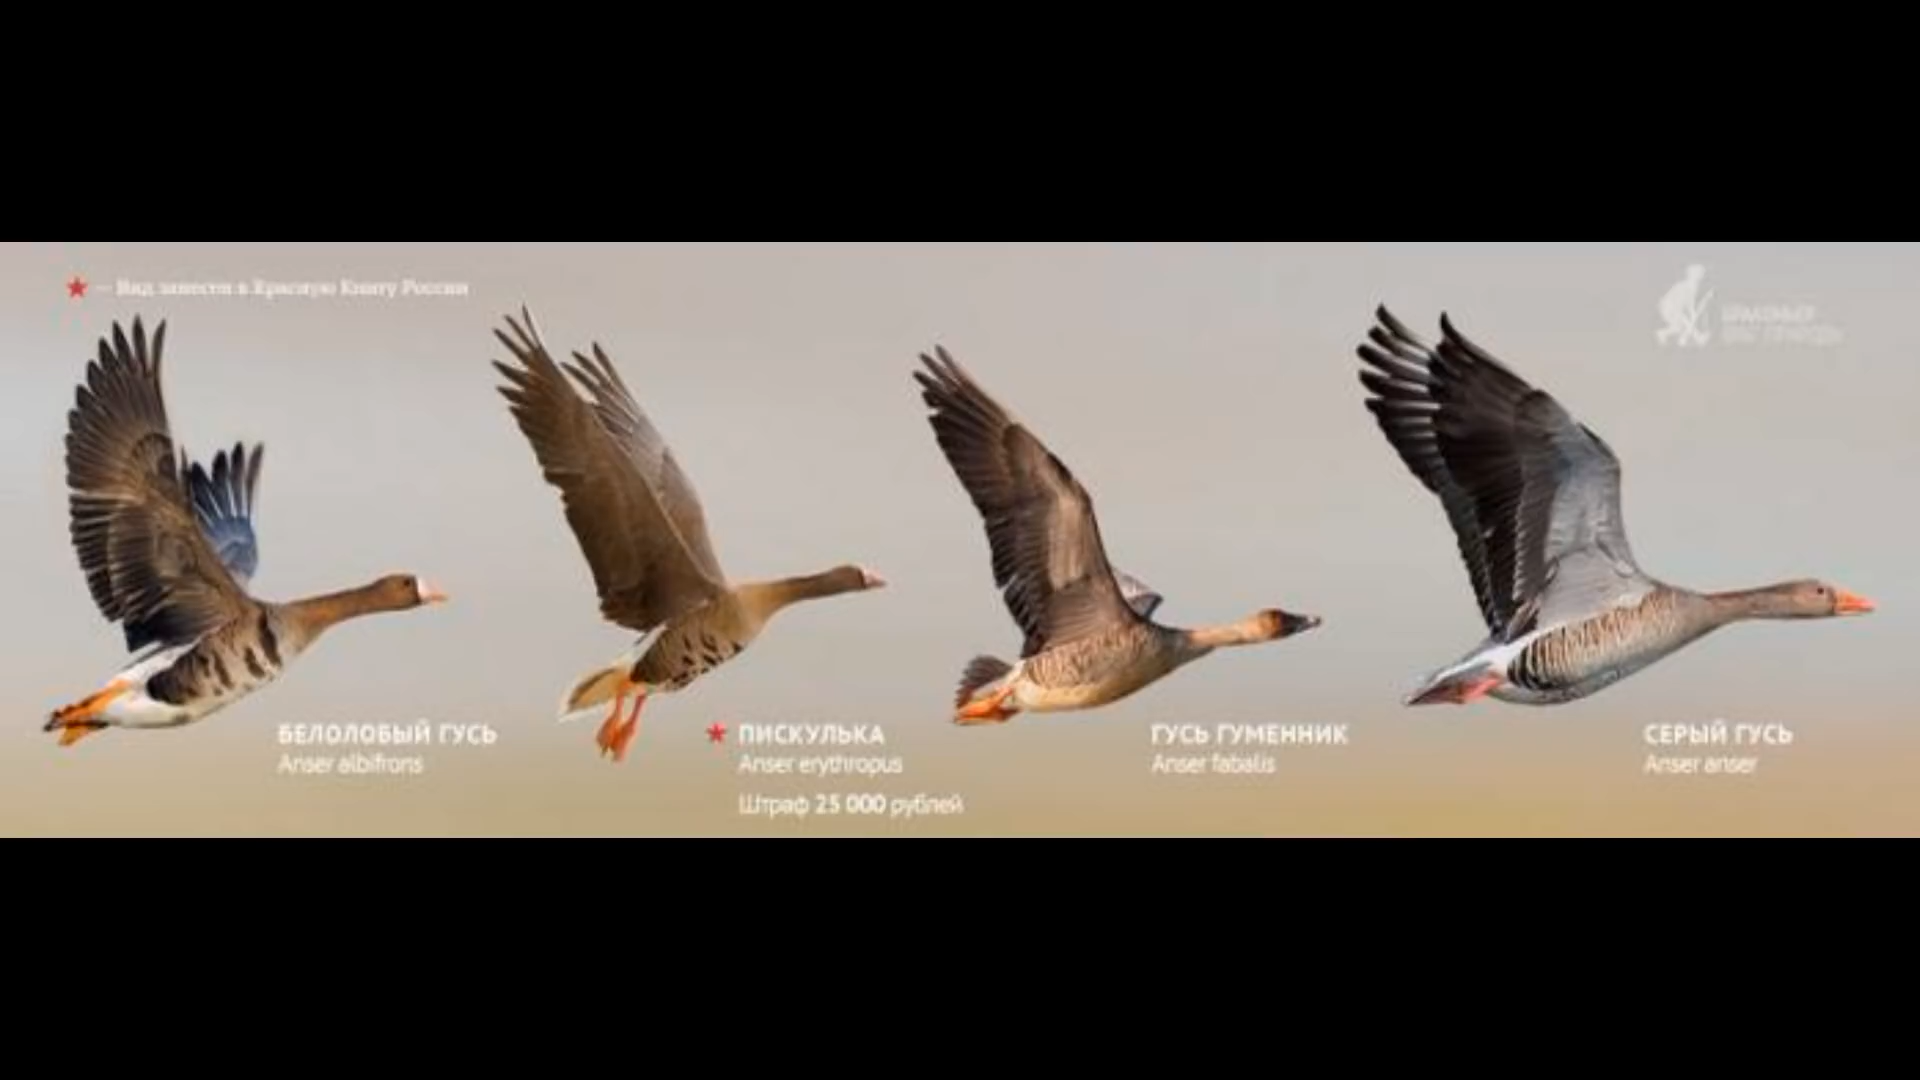 ★ — Вид занесен в Красную Книгу России
БЕЛОЛОВЫЙ ГУСЬ
Anser albifrons
★ ПИСКУЛЬКА
Anser erythropus
Штраф 25 000 рублей
ГУСЬ ГУМЕННИК
Anser fabalis
СЕРЫЙ ГУСЬ
Anser anser